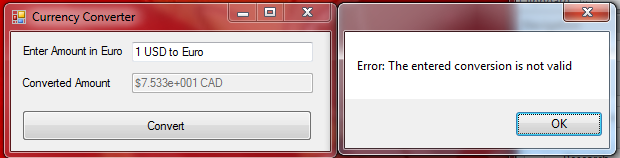 Currency Converter
Enter Amount in Euro
1 USD to Euro
Converted Amount
$7.533e+001 CAD
Convert
Error: The entered conversion is not valid
OK